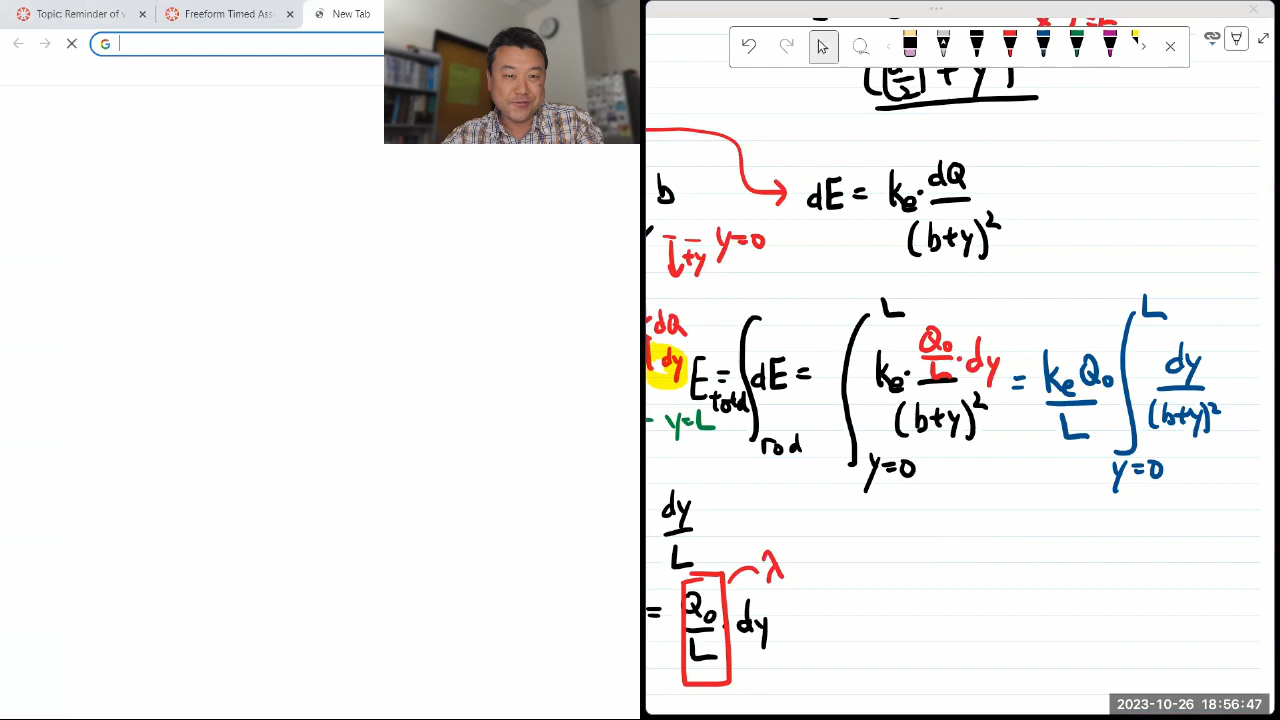 Topic Reminder of
Freeform Timed Ass
New Tab
+ y
b
dE = ke · dQ
(b+y)²
+y y=0
dQ
dy
E total = ∫ rod dE = ∫ y=0 L ke · Q₀/L · dy / (b+y)² = ke Q₀ / L ∫ y=0 L dy / (b+y)²
y=L
dy
L
λ
= Q₀/L · dy
2023-10-26 18:56:47